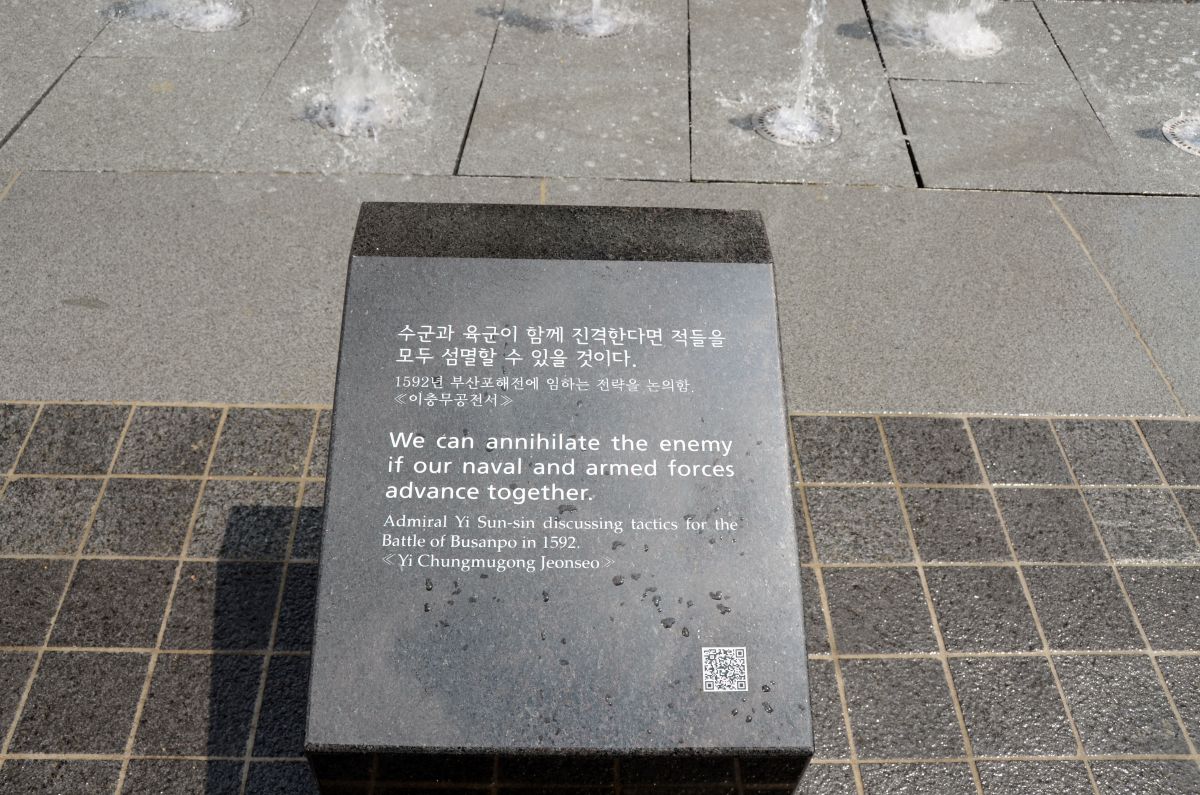 수군과 육군이 함께 진격한다면 적들을
모두 섬멸할 수 있을 것이다.
1592년 부산포해전에 임하는 전략을 논의함.
≪이충무공전서≫
We can annihilate the enemy
if our naval and armed forces
advance together.
Admiral Yi Sun-sin discussing tactics for the
Battle of Busanpo in 1592.
≪Yi Chungmugong Jeonseo≫